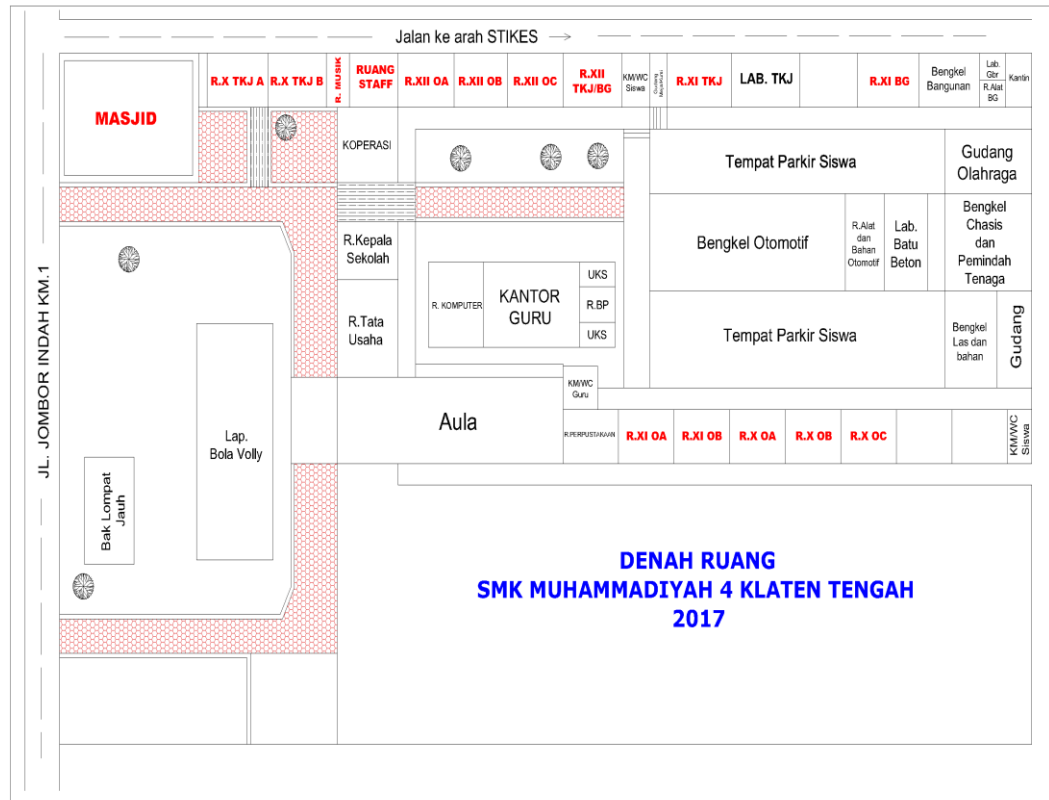 Jalan ke arah STIKES
JL. JOMBOR INDAH KM.1
MASJID
R.X TKJ A
R.X TKJ B
R. MUSIK
RUANG
STAFF
R.XII OA
R.XII OB
R.XII OC
R.XII
TKJ/BG
KM/WC
Siswa
Gudang
R.XI TKJ
LAB. TKJ
R.XI BG
Bengkel
Bangunan
Lab.
Gbr
R.Alat
BG
Kantin
KOPERASI
Tempat Parkir Siswa
Gudang
Olahraga
R.Kepala
Sekolah
R.Tata
Usaha
R. KOMPUTER
KANTOR
GURU
UKS
R.BP
UKS
Bengkel Otomotif
R.Alat
dan
Bahan
Otomotif
Lab.
Batu
Beton
Bengkel
Chasis
dan
Pemindah
Tenaga
Tempat Parkir Siswa
Bengkel
Las dan
bahan
Gudang
Lap.
Bola Volly
Bak Lompat
Jauh
Aula
KM/WC
Guru
R.PERPUSTAKAAN
R.XI OA
R.XI OB
R.X OA
R.X OB
R.X OC
KM/WC
Siswa
DENAH RUANG
SMK MUHAMMADIYAH 4 KLATEN TENGAH
2017